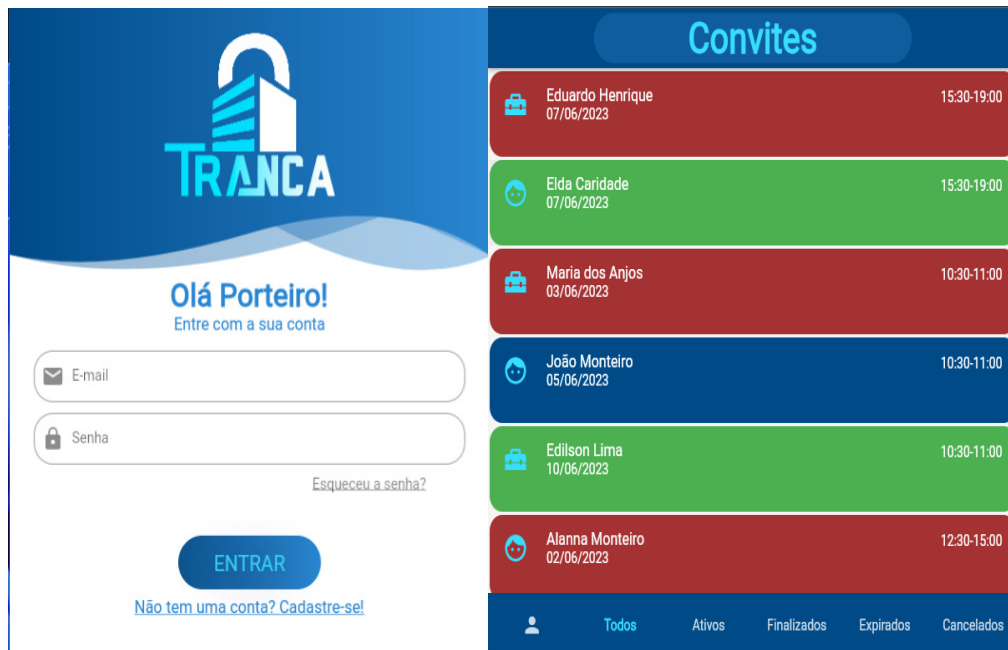 TRANCA
Olá Porteiro!
Entre com a sua conta
E-mail
Senha
Esqueceu a senha?
ENTRAR
Não tem uma conta? Cadastre-se!
Convites
Eduardo Henrique 15:30-19:00
07/06/2023
Elda Caridade 15:30-19:00
07/06/2023
Maria dos Anjos 10:30-11:00
03/06/2023
João Monteiro 10:30-11:00
05/06/2023
Edilson Lima 10:30-11:00
10/06/2023
Alanna Monteiro 12:30-15:00
02/06/2023
Todos Ativos Finalizados Expirados Cancelados